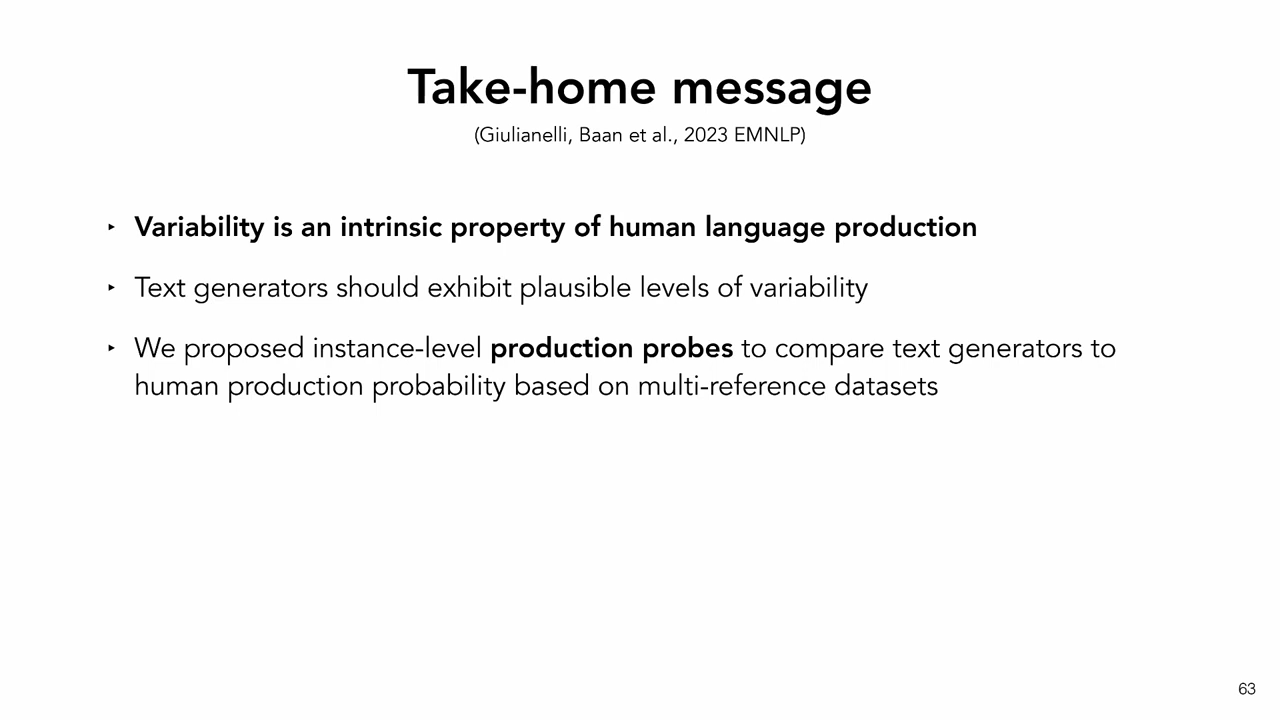 Take-home message
(Giulianelli, Baan et al., 2023 EMNLP)
‣ Variability is an intrinsic property of human language production
‣ Text generators should exhibit plausible levels of variability
‣ We proposed instance-level production probes to compare text generators to
human production probability based on multi-reference datasets
63